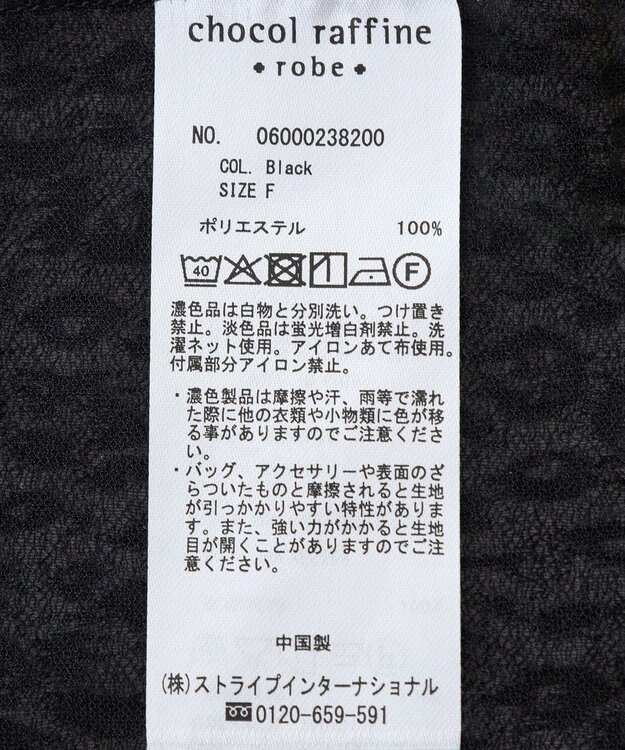 chocol raffine
robe
NO. 06000238200
COL. Black
SIZE F
ポリエステル 100%
40
F
濃色品は白物と分別洗い。つけ置き
禁止。淡色品は蛍光増白剤禁止。洗
濯ネット使用。アイロンあて布使用。
付属部分アイロン禁止。
・濃色製品は摩擦や汗、雨等で濡れ
た際に他の衣類や小物類に色が移
る事がありますのでご注意くださ
い。
・バッグ、アクセサリーや表面のざ
らついたものと摩擦されると生地
が引っかかりやすい特性がありま
す。また、強い力がかかると生地
目が開くことがありますのでご注
意ください。
中国製
(株)ストライプインターナショナル
0120-659-591